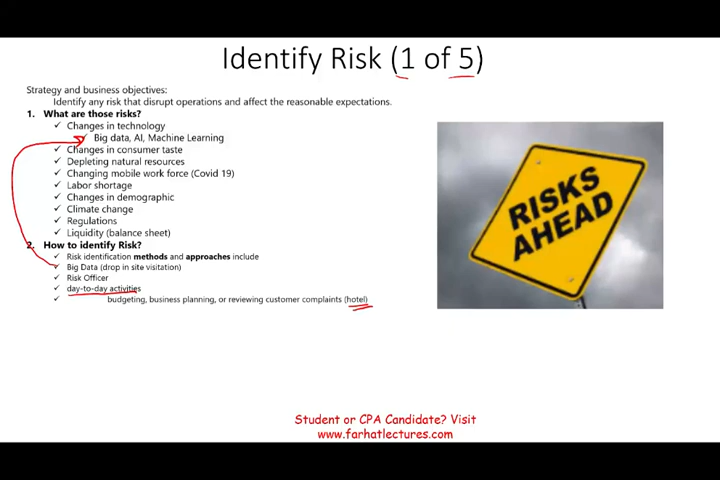 Identify Risk (1 of 5)
Strategy and business objectives:
Identify any risk that disrupt operations and affect the reasonable expectations.
1. What are those risks?
✓ Changes in technology
✓ Big data, AI, Machine Learning
✓ Changes in consumer taste
✓ Depleting natural resources
✓ Changing mobile work force (Covid 19)
✓ Labor shortage
✓ Changes in demographic
✓ Climate change
✓ Regulations
✓ Liquidity (balance sheet)
2. How to identify Risk?
✓ Risk identification methods and approaches include
✓ Big Data (drop in site visitation)
✓ Risk Officer
✓ day-to-day activities
✓ budgeting, business planning, or reviewing customer complaints (hotel)
RISKS
AHEAD
Student or CPA Candidate? Visit
www.farhatlectures.com